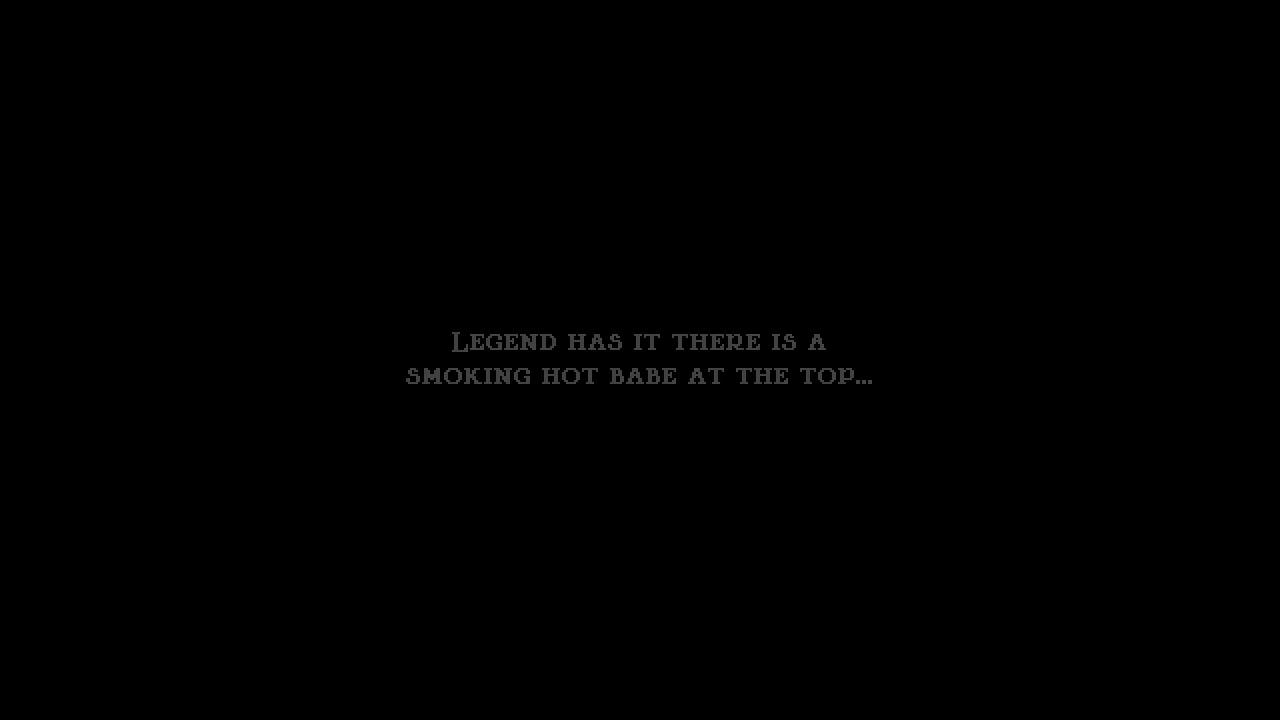 Legend has it there is a
smoking hot babe at the top...